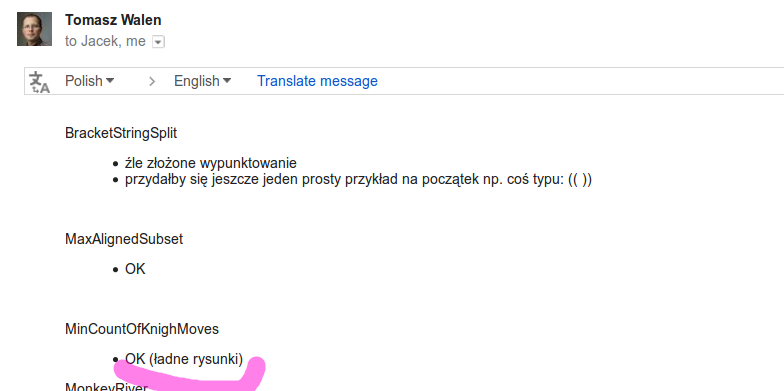 Tomasz Walen
to Jacek, me
Polish > English Translate message
BracketStringSplit
źle złożone wypunktowanie
przydałby się jeszcze jeden prosty przykład na początek np. coś typu: (( ))
MaxAlignedSubset
OK
MinCountOfKnighMoves
OK (ładne rysunki)
MonkeyRiver